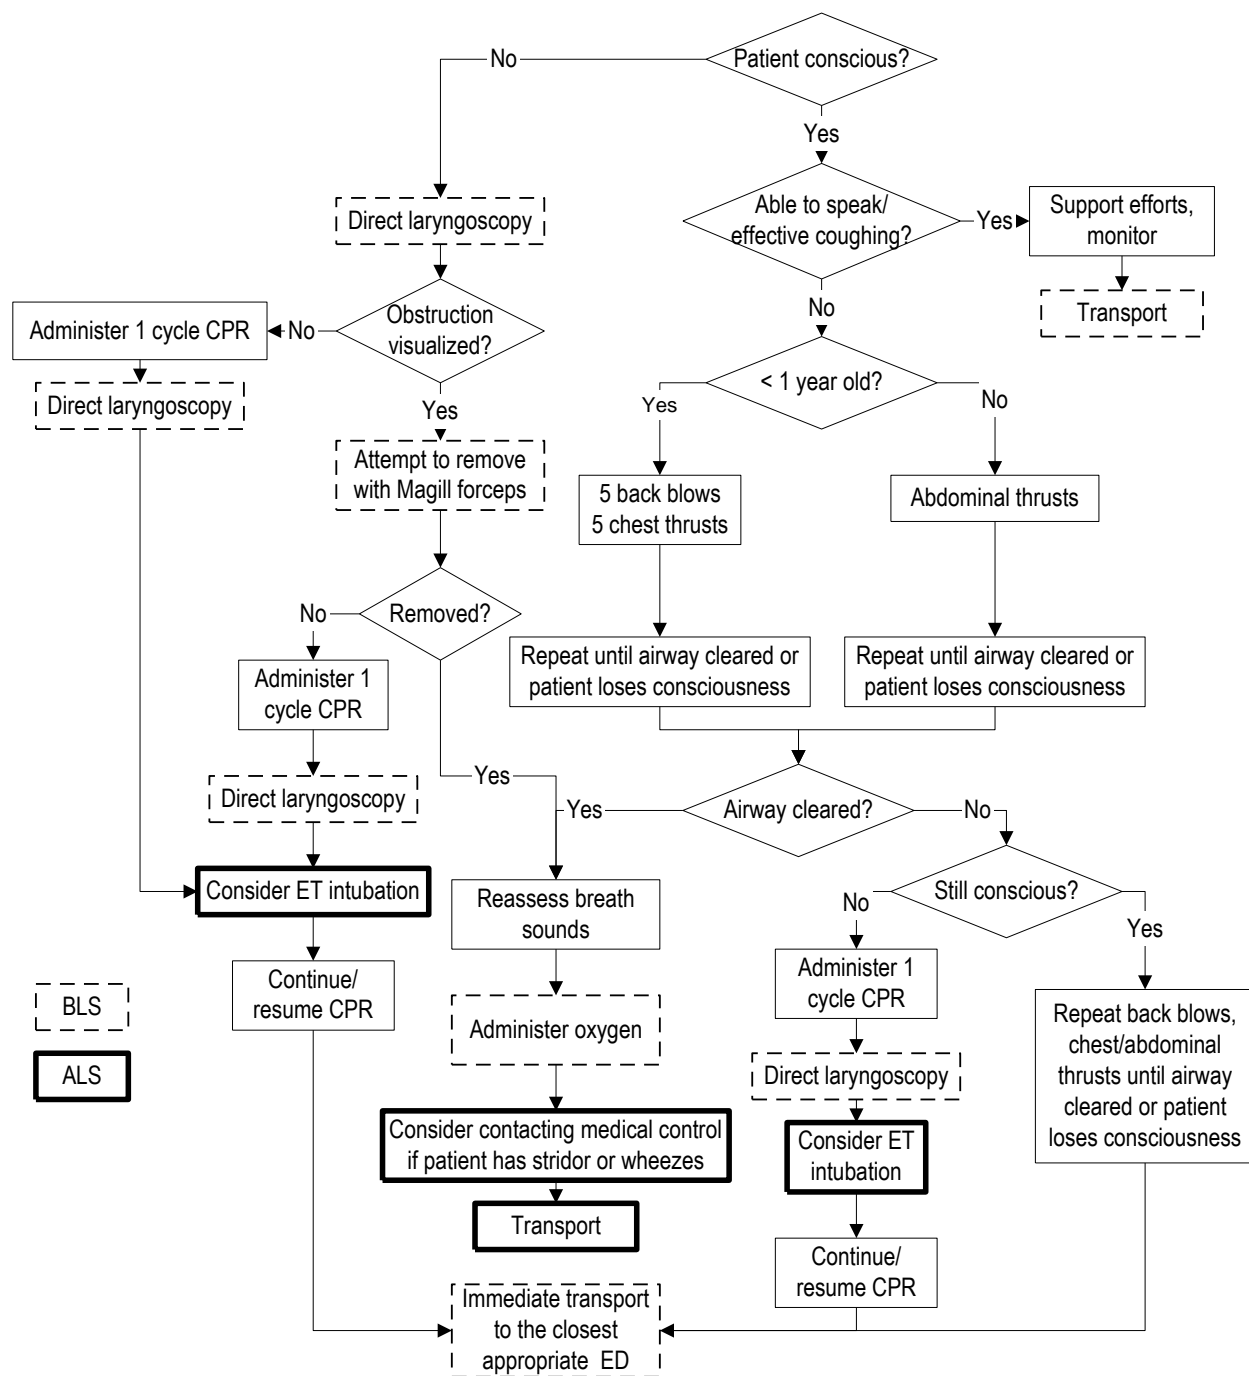 Patient conscious?
No
Yes
Able to speak/
effective coughing?
Yes
Support efforts,
monitor
Transport
No
Direct laryngoscopy
Obstruction
visualized?
No
Administer 1 cycle CPR
Direct laryngoscopy
Yes
Attempt to remove
with Magill forceps
< 1 year old?
Yes
No
5 back blows
5 chest thrusts
Abdominal thrusts
Removed?
No
Administer 1
cycle CPR
Direct laryngoscopy
Yes
Repeat until airway cleared or
patient loses consciousness
Repeat until airway cleared or
patient loses consciousness
Airway cleared?
Yes
No
Consider ET intubation
Continue/
resume CPR
Reassess breath
sounds
Administer oxygen
Consider contacting medical control
if patient has stridor or wheezes
Transport
Still conscious?
No
Yes
Administer 1
cycle CPR
Direct laryngoscopy
Consider ET
intubation
Continue/
resume CPR
Repeat back blows,
chest/abdominal
thrusts until airway
cleared or patient
loses consciousness
BLS
ALS
Immediate transport
to the closest
appropriate ED